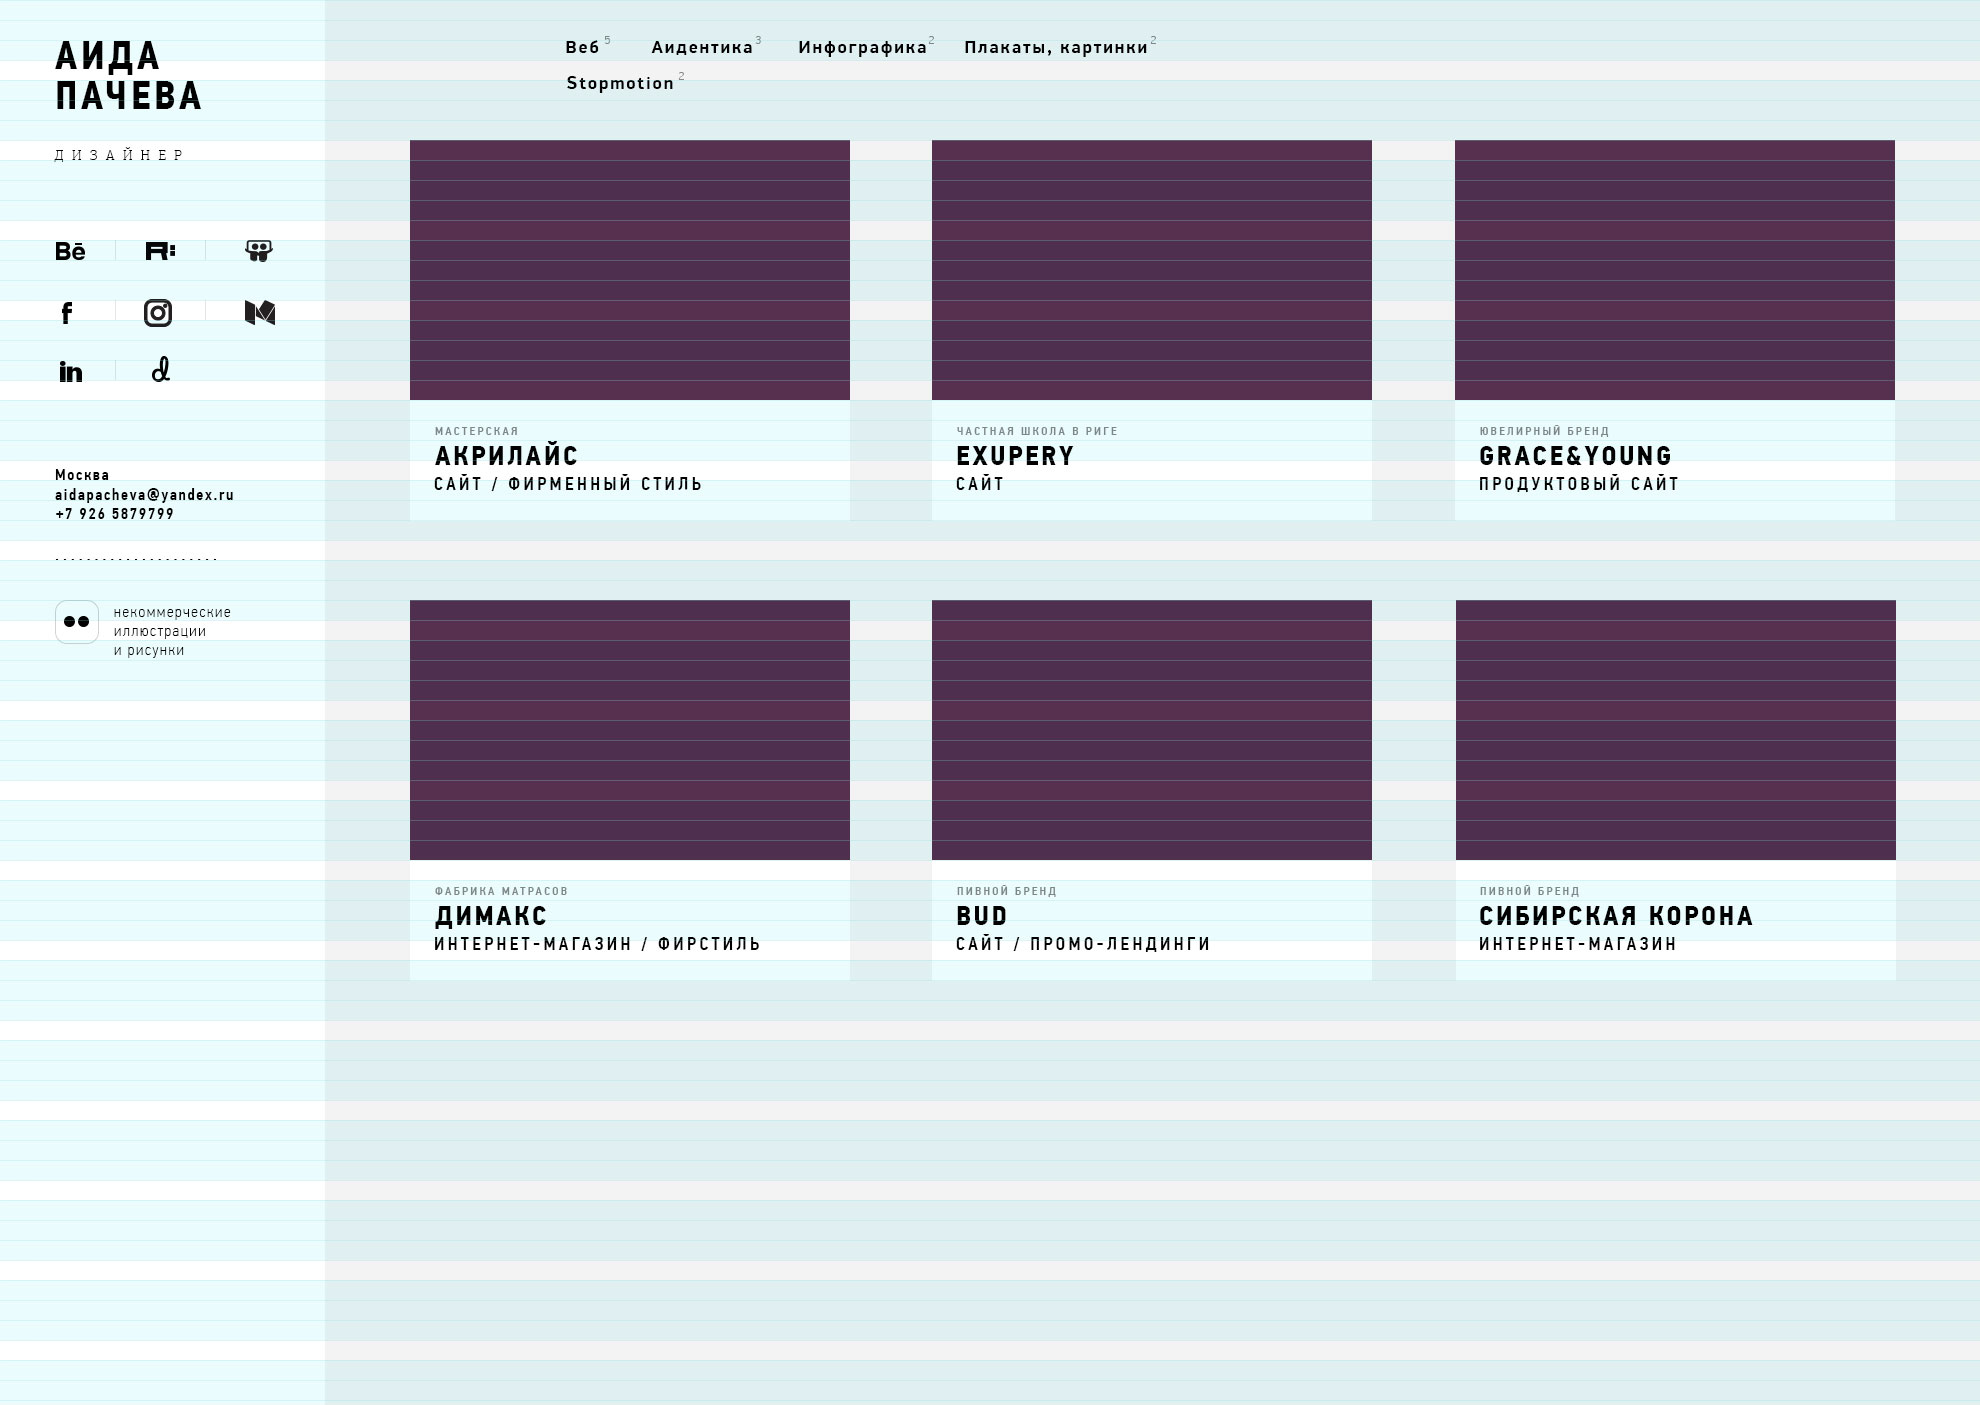 АИДА
ПАЧЕВА
ДИЗАЙНЕР
Bē
f
in
Москва
aidapacheva@yandex.ru
+7 926 5879799
некоммерческие
иллюстрации
и рисунки
Веб 5 Аидентика 3 Инфографика 2 Плакаты, картинки 2
Stopmotion 2
МАСТЕРСКАЯ
АКРИЛАЙС
САЙТ / ФИРМЕННЫЙ СТИЛЬ
ЧАСТНАЯ ШКОЛА В РИГЕ
EXUPERY
САЙТ
ЮВЕЛИРНЫЙ БРЕНД
GRACE&YOUNG
ПРОДУКТОВЫЙ САЙТ
ФАБРИКА МАТРАСОВ
ДИМАКС
ИНТЕРНЕТ-МАГАЗИН / ФИРСТИЛЬ
ПИВНОЙ БРЕНД
BUD
САЙТ / ПРОМО-ЛЕНДИНГИ
ПИВНОЙ БРЕНД
СИБИРСКАЯ КОРОНА
ИНТЕРНЕТ-МАГАЗИН